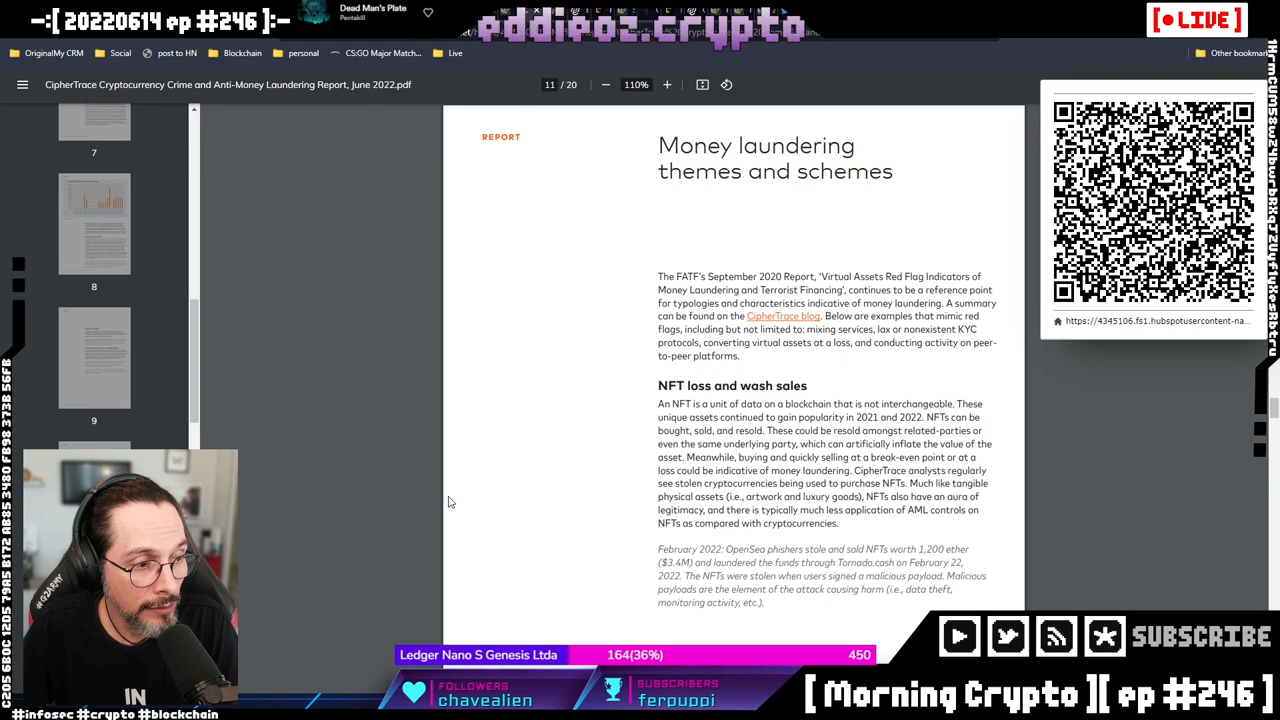 -:[ 20220614 ep #246 ]:-
Dead Man's Plate
Pentakill
eddieoz.crypto
[ ● LIVE ]
OriginalMy CRM
Social
post to HN
Blockchain
personal
CS:GO Major Match...
Live
Other bookmar
CipherTrace Cryptocurrency Crime and Anti-Money Laundering Report, June 2022.pdf
11 / 20
110%
7
8
9
REPORT
Money laundering
themes and schemes
The FATF's September 2020 Report, 'Virtual Assets Red Flag Indicators of
Money Laundering and Terrorist Financing', continues to be a reference point
for typologies and characteristics indicative of money laundering. A summary
can be found on the CipherTrace blog. Below are examples that mimic red
flags, including but not limited to: mixing services, lax or nonexistent KYC
protocols, converting virtual assets at a loss, and conducting activity on peer-
to-peer platforms.
NFT loss and wash sales
An NFT is a unit of data on a blockchain that is not interchangeable. These
unique assets continued to gain popularity in 2021 and 2022. NFTs can be
bought, sold, and resold. These could be resold amongst related-parties or
even the same underlying party, which can artificially inflate the value of the
asset. Meanwhile, buying and quickly selling at a break-even point or at a
loss could be indicative of money laundering. CipherTrace analysts regularly
see stolen cryptocurrencies being used to purchase NFTs. Much like tangible
physical assets (i.e., artwork and luxury goods), NFTs also have an aura of
legitimacy, and there is typically much less application of AML controls on
NFTs as compared with cryptocurrencies.
February 2022: OpenSea phishers stole and sold NFTs worth 1,200 ether
($3.4M) and laundered the funds through Tornado.cash on February 22,
2022. The NFTs were stolen when users signed a malicious payload. Malicious
payloads are the element of the attack causing harm (i.e., data theft,
monitoring activity, etc.).
https://4345106.fs1.hubspotusercontent-na...
IN
Ledger Nano S Genesis Ltda
164(36%)
450
FOLLOWERS
chavealien
SUBSCRIBERS
ferpuppi
SUBSCRIBE
[ Morning Crypto ][ ep #246 ]
#infosec #crypto #blockchain